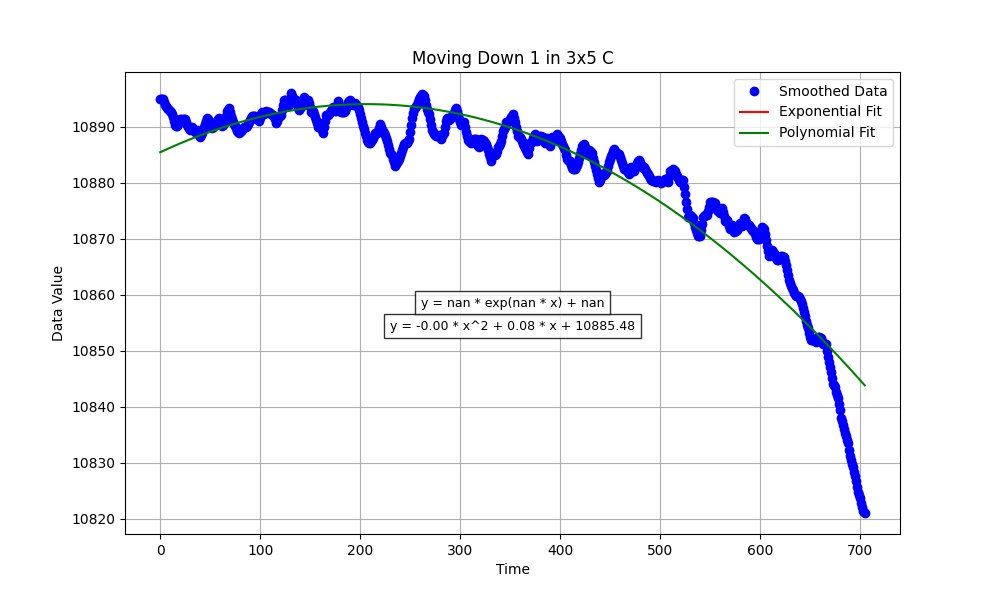 Moving Down 1 in 3x5 C
Smoothed Data
Exponential Fit
Polynomial Fit
10890
10880
10870
10860
10850
10840
10830
10820
Data Value
y = nan * exp(nan * x) + nan
y = -0.00 * x^2 + 0.08 * x + 10885.48
0 100 200 300 400 500 600 700
Time